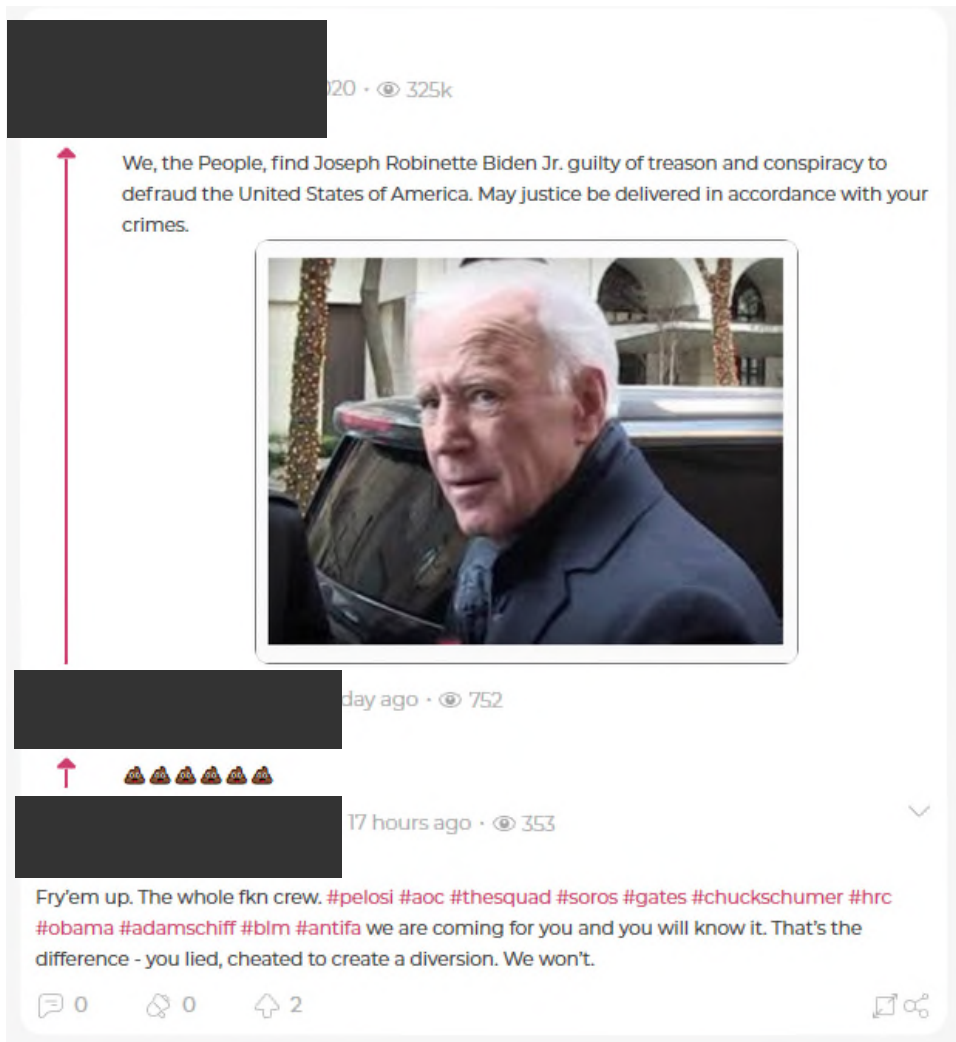 020 · 325k
We, the People, find Joseph Robinette Biden Jr. guilty of treason and conspiracy to
defraud the United States of America. May justice be delivered in accordance with your
crimes.
day ago · 752
💩💩💩💩💩💩
17 hours ago · 353
Fry'em up. The whole fkn crew. #pelosi #aoc #thesquad #soros #gates #chuckschumer #hrc
#obama #adamschiff #blm #antifa we are coming for you and you will know it. That's the
difference - you lied, cheated to create a diversion. We won't.
0 0 2